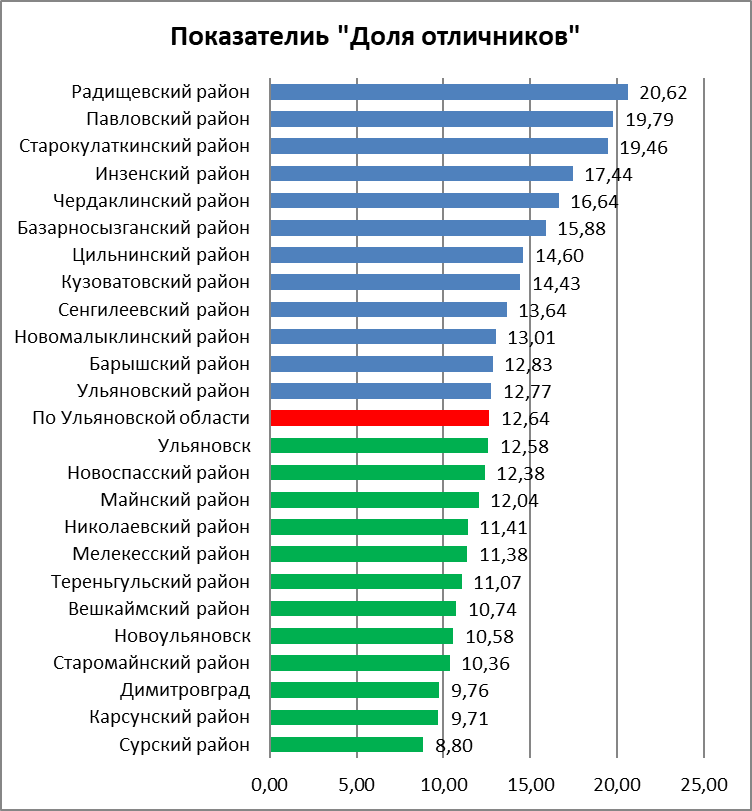 Показателиь "Доля отличников"
Радищевский район 20,62
Павловский район 19,79
Старокулаткинский район 19,46
Инзенский район 17,44
Чердаклинский район 16,64
Базарносызганский район 15,88
Цильнинский район 14,60
Кузоватовский район 14,43
Сенгилеевский район 13,64
Новомалыклинский район 13,01
Барышский район 12,83
Ульяновский район 12,77
По Ульяновской области 12,64
Ульяновск 12,58
Новоспасский район 12,38
Майнский район 12,04
Николаевский район 11,41
Мелекесский район 11,38
Тереньгульский район 11,07
Вешкаймский район 10,74
Новоульяновск 10,58
Старомайнский район 10,36
Димитровград 9,76
Карсунский район 9,71
Сурский район 8,80
0,00 5,00 10,00 15,00 20,00 25,00